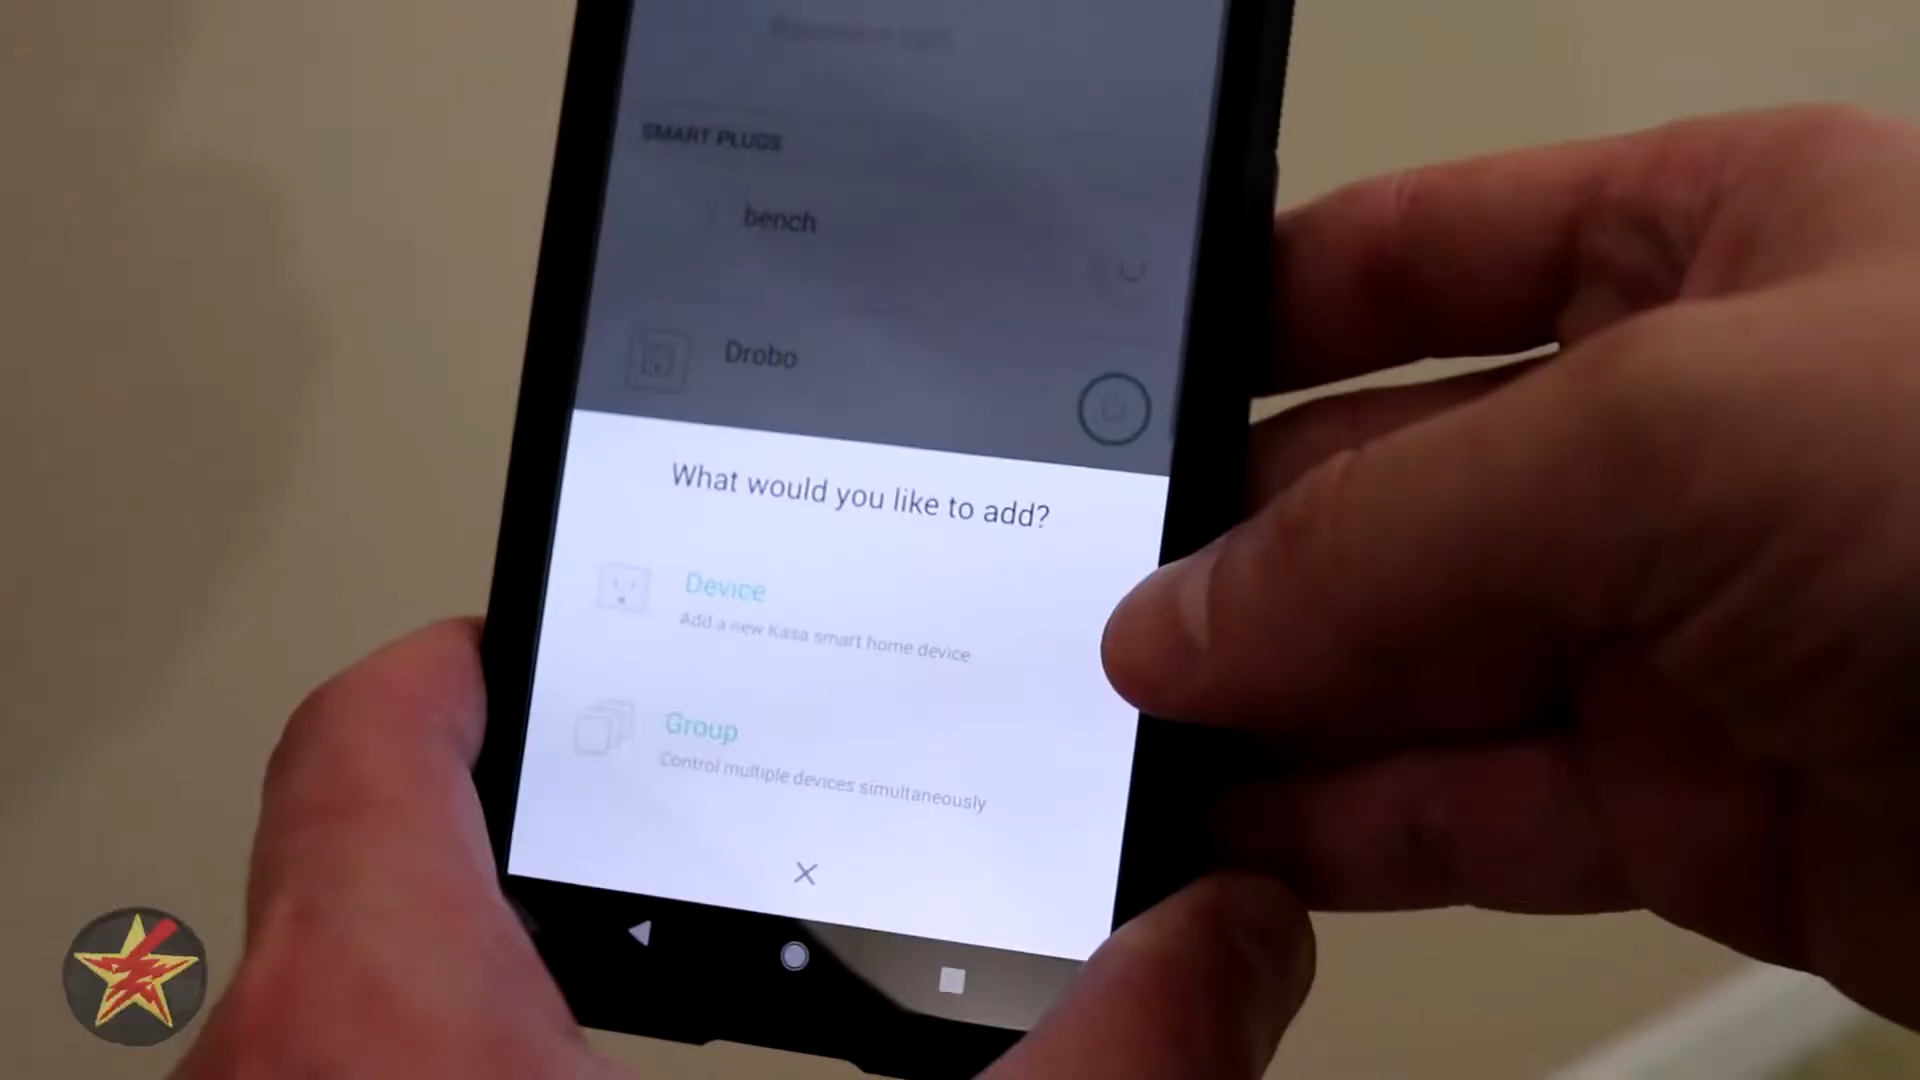 SMART PLUGS
bench
Drobo
What would you like to add?
Device
Add a new Kasa smart home device
Group
Control multiple devices simultaneously